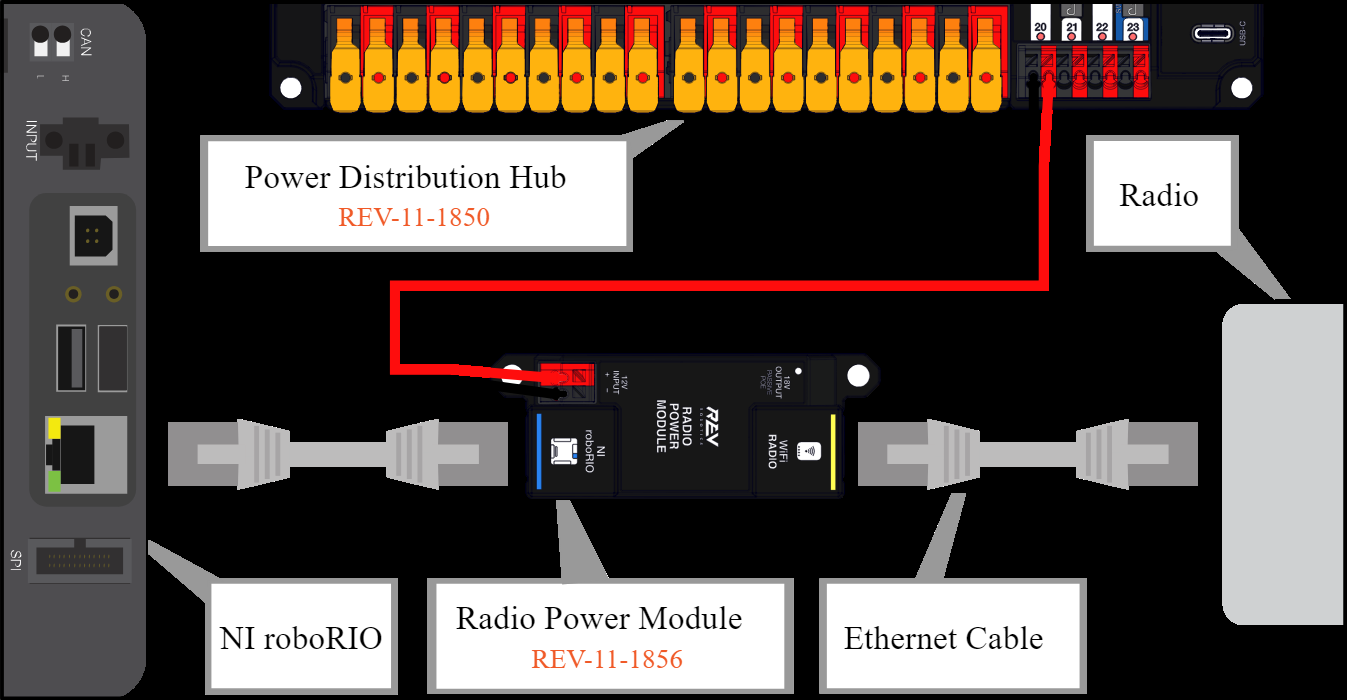 CAN
L
H
INPUT
20
21
22
23
USB-C
Power Distribution Hub
REV-11-1850
Radio
12V
INPUT
+
-
18V
OUTPUT
PASSIVE
POE
REV
ROBOTICS
RADIO
POWER
MODULE
NI
roboRIO
WiFi
RADIO
SPI
NI roboRIO
Radio Power Module
REV-11-1856
Ethernet Cable